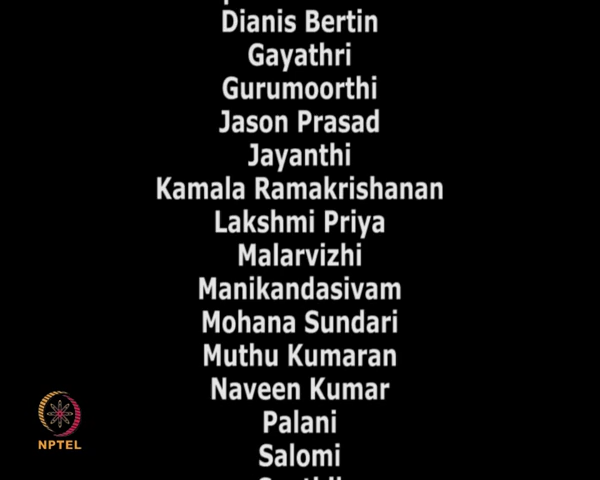 Dianis Bertin
Gayathri
Gurumoorthi
Jason Prasad
Jayanthi
Kamala Ramakrishanan
Lakshmi Priya
Malarvizhi
Manikandasivam
Mohana Sundari
Muthu Kumaran
Naveen Kumar
Palani
Salomi
NPTEL